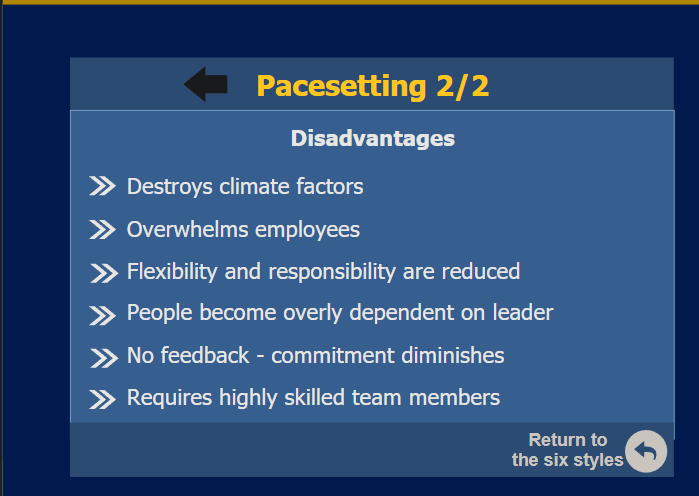 Pacesetting 2/2
Disadvantages
Destroys climate factors
Overwhelms employees
Flexibility and responsibility are reduced
People become overly dependent on leader
No feedback - commitment diminishes
Requires highly skilled team members
Return to
the six styles